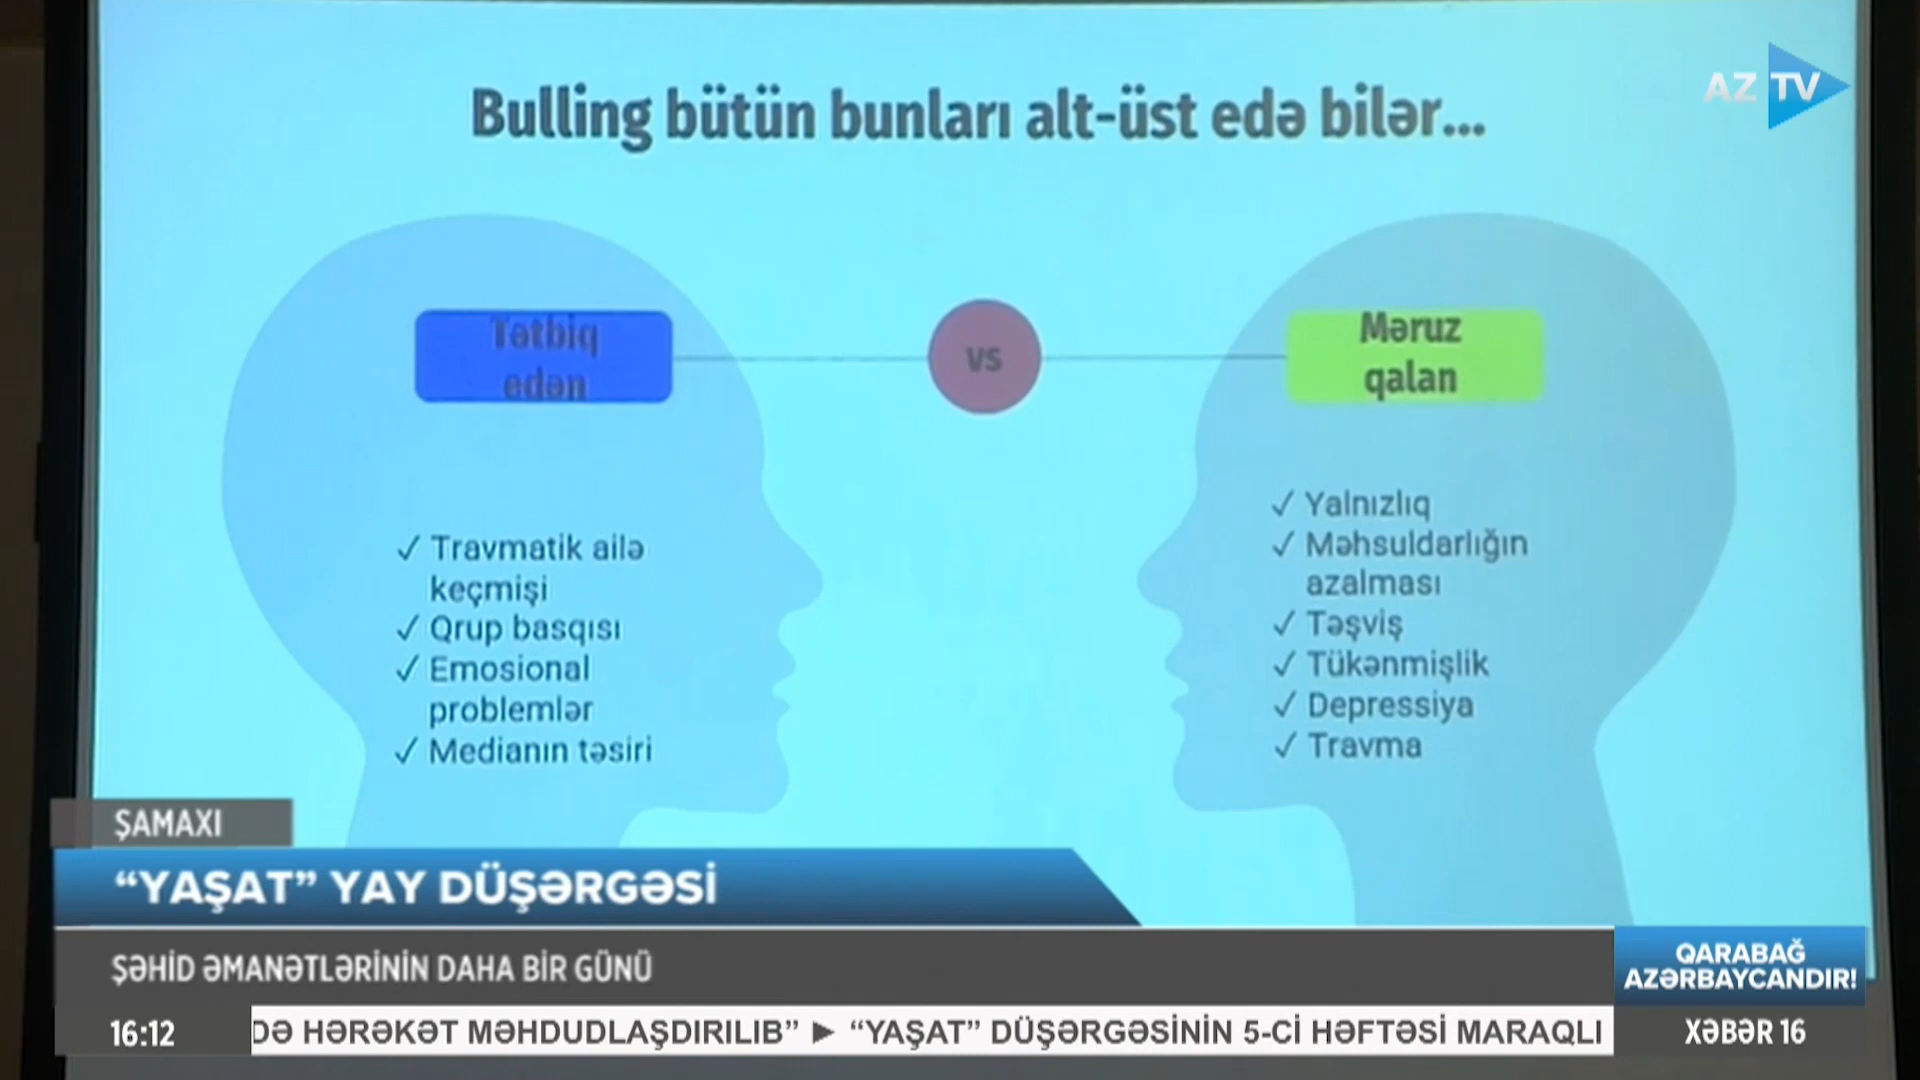 AZ TV
Bulling bütün bunları alt-üst edə bilər...
Tətbiq
edən
vs
Məruz
qalan
✓ Travmatik ailə
keçmişi
✓ Qrup basqısı
✓ Emosional
problemlər
✓ Medianın təsiri
✓ Yalnızlıq
✓ Məhsuldarlığın
azalması
✓ Təşviş
✓ Tükənmişlik
✓ Depressiya
✓ Travma
ŞAMAXI
“YAŞAT” YAY DÜŞƏRGƏSİ
ŞƏHİD ƏMANƏTLƏRİNİN DAHA BİR GÜNÜ
QARABAĞ
AZƏRBAYCANDIR!
16:12
DƏ HƏRƏKƏT MƏHDUDLAŞDIRILIB” ► “YAŞAT” DÜŞƏRGƏSİNİN 5-Cİ HƏFTƏSİ MARAQLI
XƏBƏR 16